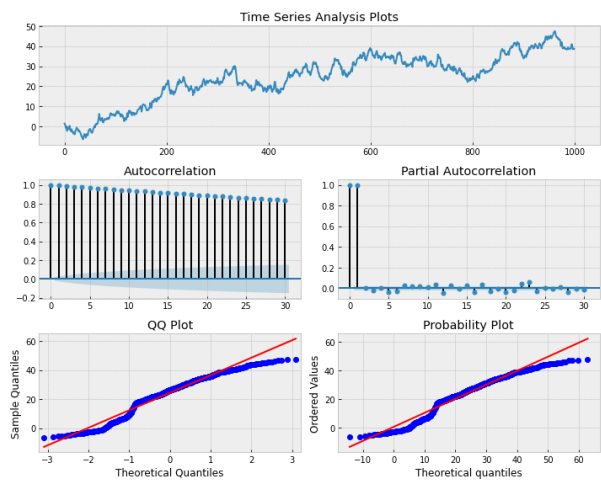 Time Series Analysis Plots
50
40
30
20
10
0
0 200 400 600 800 1000
Autocorrelation
1.0
0.8
0.6
0.4
0.2
0.0
−0.2
0 5 10 15 20 25 30
Partial Autocorrelation
1.0
0.8
0.6
0.4
0.2
0.0
0 5 10 15 20 25 30
QQ Plot
Sample Quantiles
60
40
20
0
−3 −2 −1 0 1 2 3
Theoretical Quantiles
Probability Plot
Ordered Values
60
40
20
0
−10 0 10 20 30 40 50 60
Theoretical quantiles